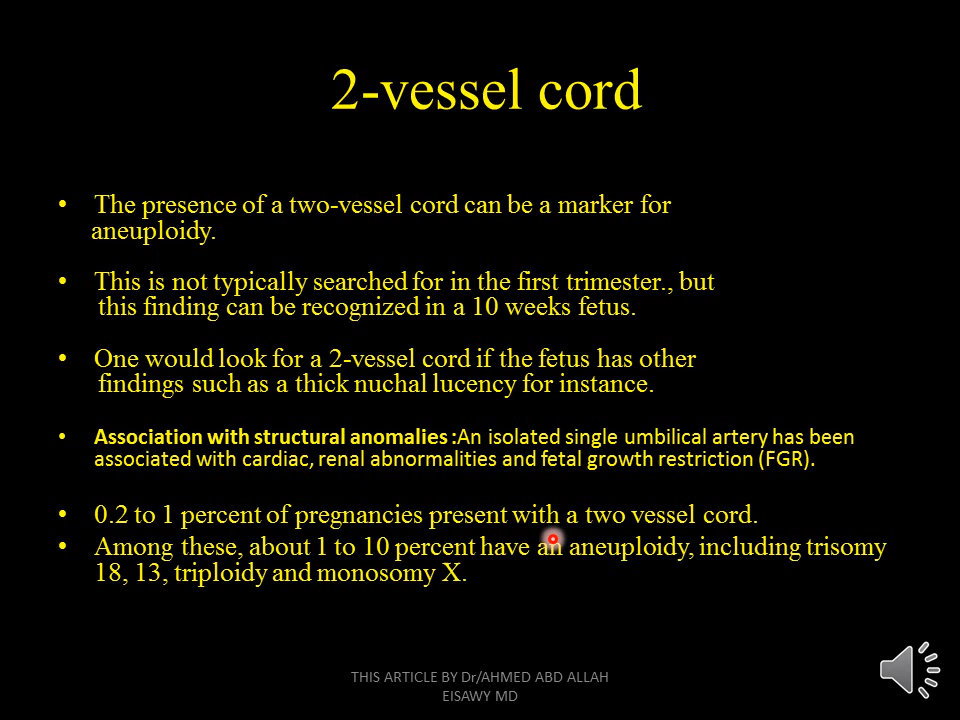 2-vessel cord
• The presence of a two-vessel cord can be a marker for
aneuploidy.
• This is not typically searched for in the first trimester., but
this finding can be recognized in a 10 weeks fetus.
• One would look for a 2-vessel cord if the fetus has other
findings such as a thick nuchal lucency for instance.
• Association with structural anomalies :An isolated single umbilical artery has been
associated with cardiac, renal abnormalities and fetal growth restriction (FGR).
• 0.2 to 1 percent of pregnancies present with a two vessel cord.
• Among these, about 1 to 10 percent have an aneuploidy, including trisomy
18, 13, triploidy and monosomy X.
THIS ARTICLE BY Dr/AHMED ABD ALLAH
EISAWY MD